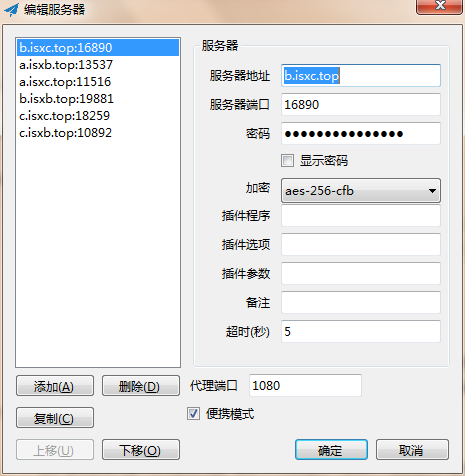 编辑服务器
b.isxc.top:16890
a.isxb.top:13537
a.isxc.top:11516
b.isxb.top:19881
c.isxc.top:18259
c.isxb.top:10892
服务器
服务器地址 b.isxc.top
服务器端口 16890
密码 ●●●●●●●●●●●●●●●
显示密码
加密 aes-256-cfb
插件程序
插件选项
插件参数
备注
超时(秒) 5
添加(A) 删除(D) 代理端口 1080
复制(C) 便携模式
上移(U) 下移(O) 确定 取消